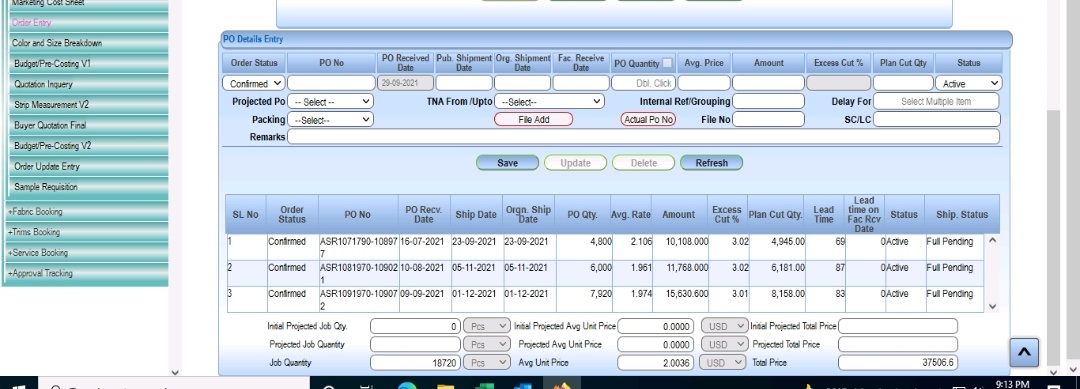 Marketing Cost Sheet
Order Entry
Color and Size Breakdown
Budget/Pre-Costing V1
Quotation Inquery
Strip Measurement V2
Buyer Quotation Final
Budget/Pre-Costing V2
Order Update Entry
Sample Requisition
+Fabric Booking
+Trims Booking
+Service Booking
+Approval Tracking
PO Details Entry
Order Status PO No PO Received Date Pub. Shipment Date Org. Shipment Date Fac. Receive Date PO Quantity Avg. Price Amount Excess Cut % Plan Cut Qty Status
Confirmed 29-09-2021 Dbl. Click Active
Projected Po -- Select -- TNA From /Upto --Select-- Internal Ref/Grouping Delay For Select Multiple Item
Packing --Select-- File Add Actual Po No File No SC/LC
Remarks
Save Update Delete Refresh
SL No Order Status PO No PO Recv. Date Ship Date Orgn. Ship Date PO Qty. Avg. Rate Amount Excess Cut % Plan Cut Qty. Lead Time Lead time on Fac Rcv Date Status Ship. Status
1 Confirmed ASR1071790-10897 16-07-2021 23-09-2021 23-09-2021 4,800 2.106 10,108.000 3.02 4,945.00 69 0 Active Full Pending
7
2 Confirmed ASR1081970-10902 10-08-2021 05-11-2021 05-11-2021 6,000 1.961 11,768.000 3.02 6,181.00 87 0 Active Full Pending
1
3 Confirmed ASR1091970-10907 09-09-2021 01-12-2021 01-12-2021 7,920 1.974 15,630.600 3.01 8,158.00 83 0 Active Full Pending
2
Initial Projected Job Qty. 0 Pcs Initial Projected Avg Unit Price 0.0000 USD Initial Projected Total Price
Projected Job Quantity Pcs Projected Avg Unit Price 0.0000 USD Projected Total Price
Job Quantity 18720 Pcs Avg Unit Price 2.0036 USD Total Price 37506.6
9:13 PM